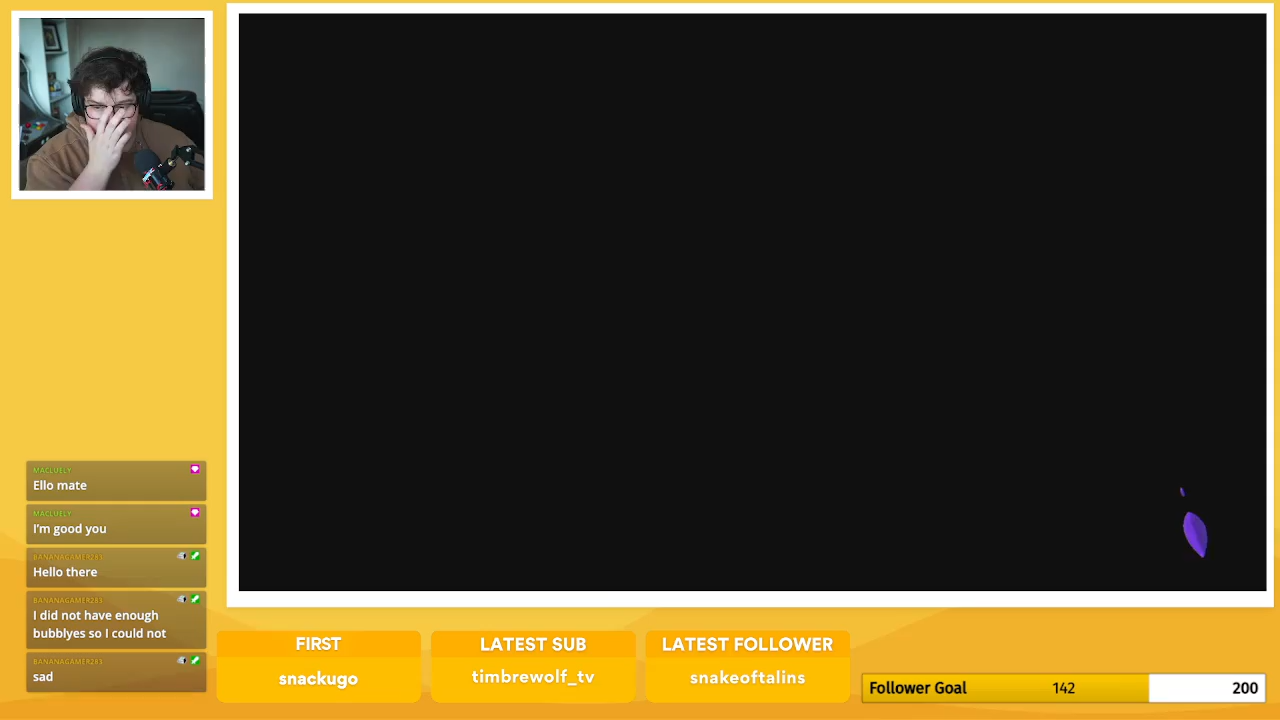 MACLUELY
Ello mate
MACLUELY
I'm good you
BANANAGAMER283
Hello there
BANANAGAMER283
I did not have enough
bubblyes so I could not
BANANAGAMER283
sad
FIRST
snackugo
LATEST SUB
timbrewolf_tv
LATEST FOLLOWER
snakeoftalins
Follower Goal 142 200